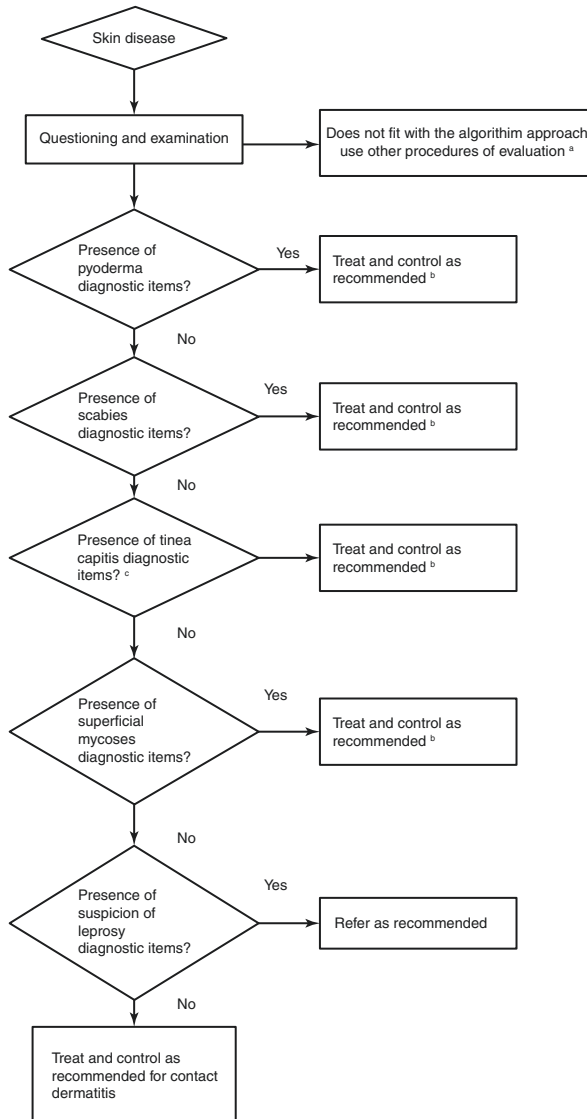 Skin disease
Questioning and examination
Does not fit with the algorithim approach
use other procedures of evaluation ᵃ
Presence of
pyoderma
diagnostic items?
Yes
Treat and control as
recommended ᵇ
No
Presence of
scabies
diagnostic items?
Yes
Treat and control as
recommended ᵇ
No
Presence of tinea
capitis diagnostic
items? ᶜ
Treat and control as
recommended ᵇ
No
Presence of
superficial
mycoses
diagnostic items?
Yes
Treat and control as
recommended ᵇ
No
Presence of
suspicion of
leprosy
diagnostic items?
Yes
Refer as recommended
No
Treat and control as
recommended for contact
dermatitis